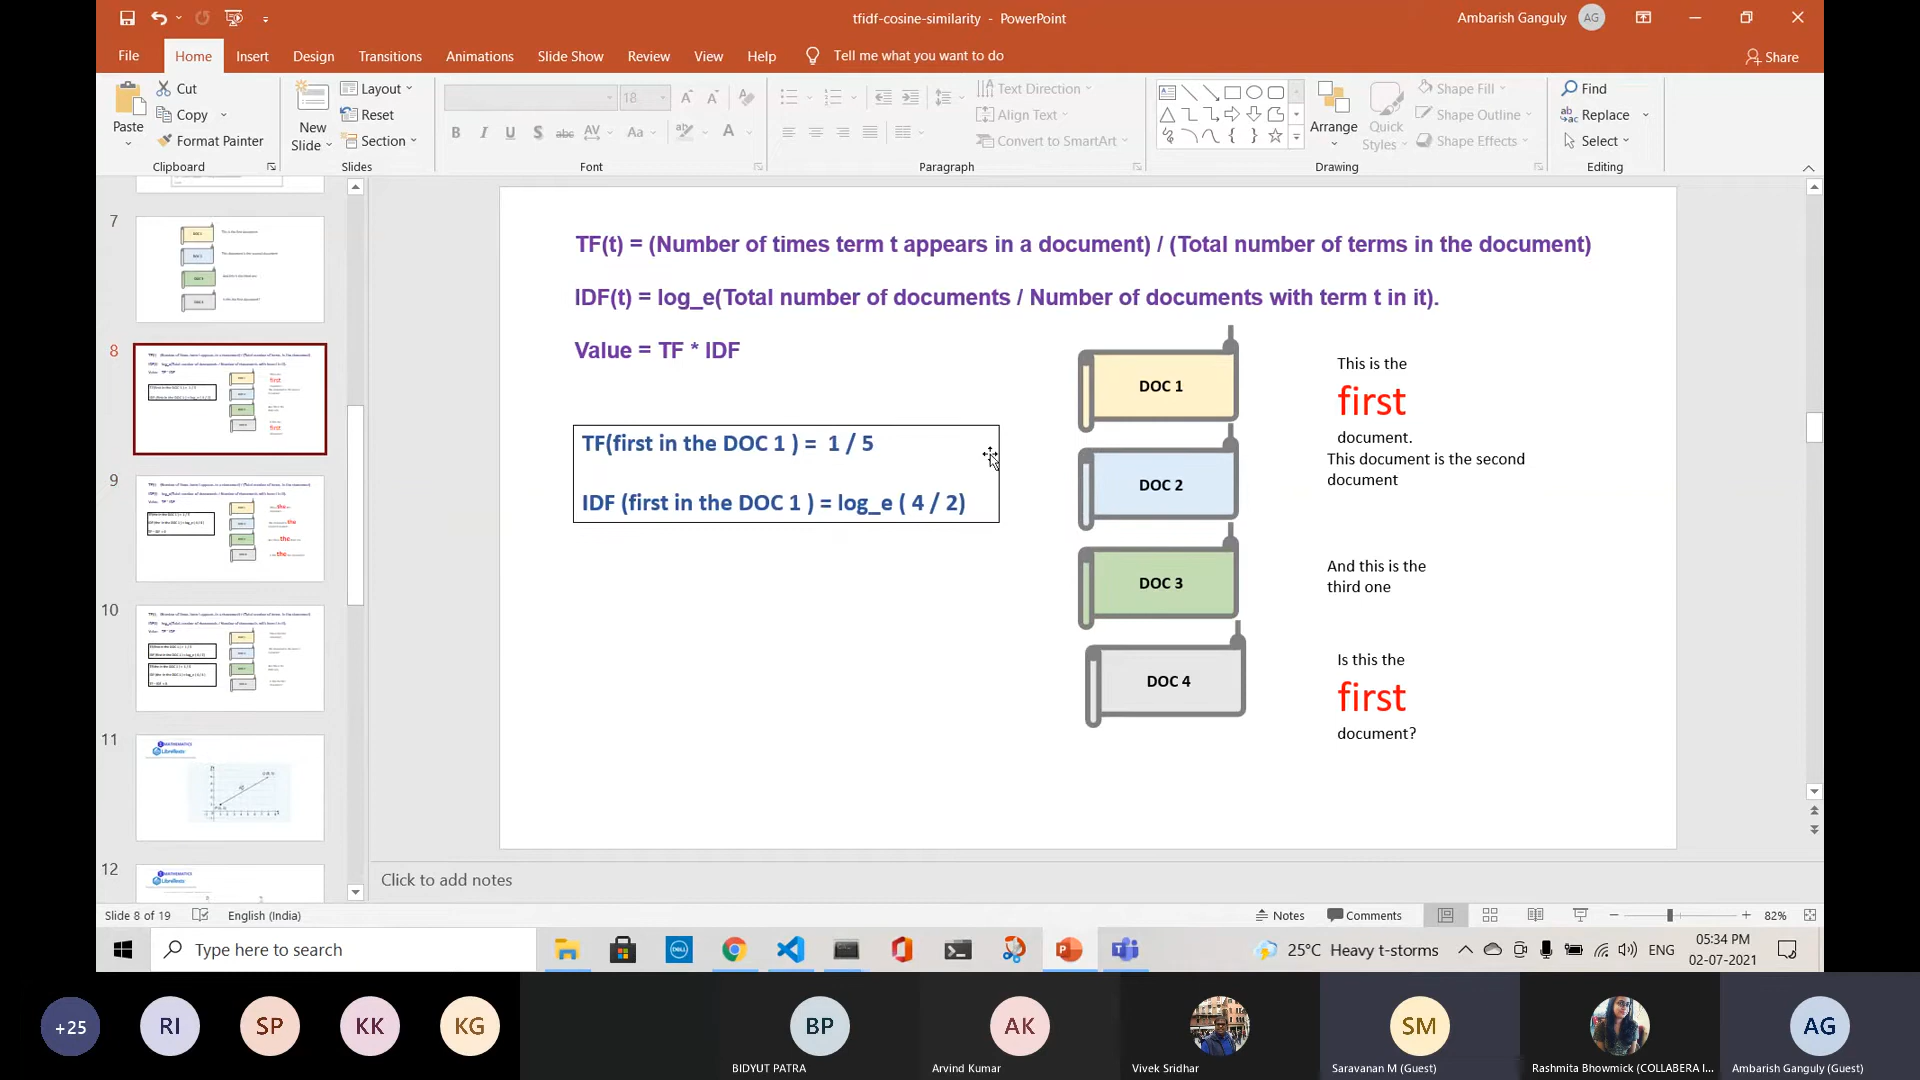 tfidf-cosine-similarity - PowerPoint
Ambarish Ganguly AG
File Home Insert Design Transitions Animations Slide Show Review View Help Tell me what you want to do Share
Paste
Cut
Copy
Format Painter
Clipboard
New
Slide
Layout
Reset
Section
Slides
18
Font
Text Direction
Align Text
Convert to SmartArt
Paragraph
Arrange
Quick
Styles
Shape Fill
Shape Outline
Shape Effects
Drawing
Find
Replace
Select
Editing
7
8
9
10
11
12
TF(t) = (Number of times term t appears in a document) / (Total number of terms in the document)
IDF(t) = log_e(Total number of documents / Number of documents with term t in it).
Value = TF * IDF
TF(first in the DOC 1 ) = 1 / 5
IDF (first in the DOC 1 ) = log_e ( 4 / 2)
DOC 1
This is the
first
document.
DOC 2
This document is the second
document
DOC 3
And this is the
third one
DOC 4
Is this the
first
document?
Click to add notes
Slide 8 of 19 English (India) Notes Comments 82%
Type here to search
25°C Heavy t-storms ENG
05:34 PM
02-07-2021
+25 RI SP KK KG BP AK SM AG
BIDYUT PATRA Arvind Kumar Vivek Sridhar Saravanan M (Guest) Rashmita Bhowmick (COLLABERA I... Ambarish Ganguly (Guest)